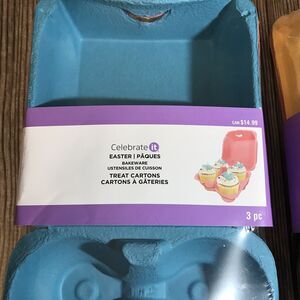 CAN $14.99
Celebrate it
EASTER | PÂQUES
BAKEWARE
USTENSILES DE CUISSON
TREAT CARTONS
CARTONS À GÂTERIES
3 pc